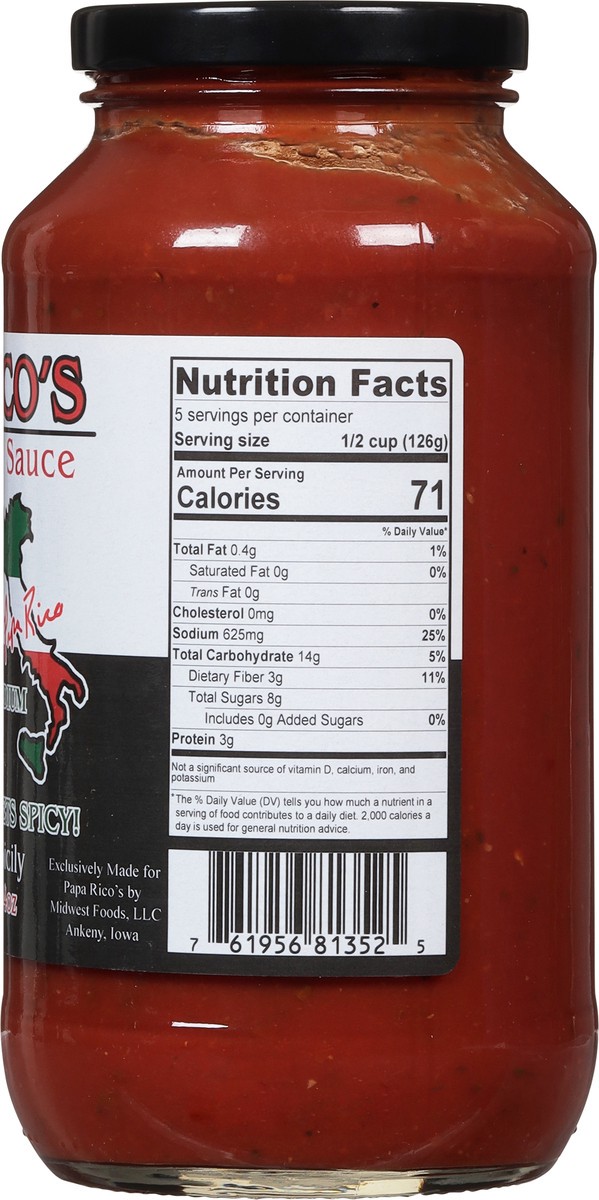 CO'S
Sauce
Rico
SPICY!
Exclusively Made for
Papa Rico's by
Midwest Foods, LLC
Ankeny, Iowa
Nutrition Facts
5 servings per container
Serving size 1/2 cup (126g)
Amount Per Serving
Calories 71
% Daily Value*
Total Fat 0.4g 1%
Saturated Fat 0g 0%
Trans Fat 0g
Cholesterol 0mg 0%
Sodium 625mg 25%
Total Carbohydrate 14g 5%
Dietary Fiber 3g 11%
Total Sugars 8g
Includes 0g Added Sugars 0%
Protein 3g
Not a significant source of vitamin D, calcium, iron, and
potassium
*The % Daily Value (DV) tells you how much a nutrient in a
serving of food contributes to a daily diet. 2,000 calories a
day is used for general nutrition advice.
7 61956 81352 5